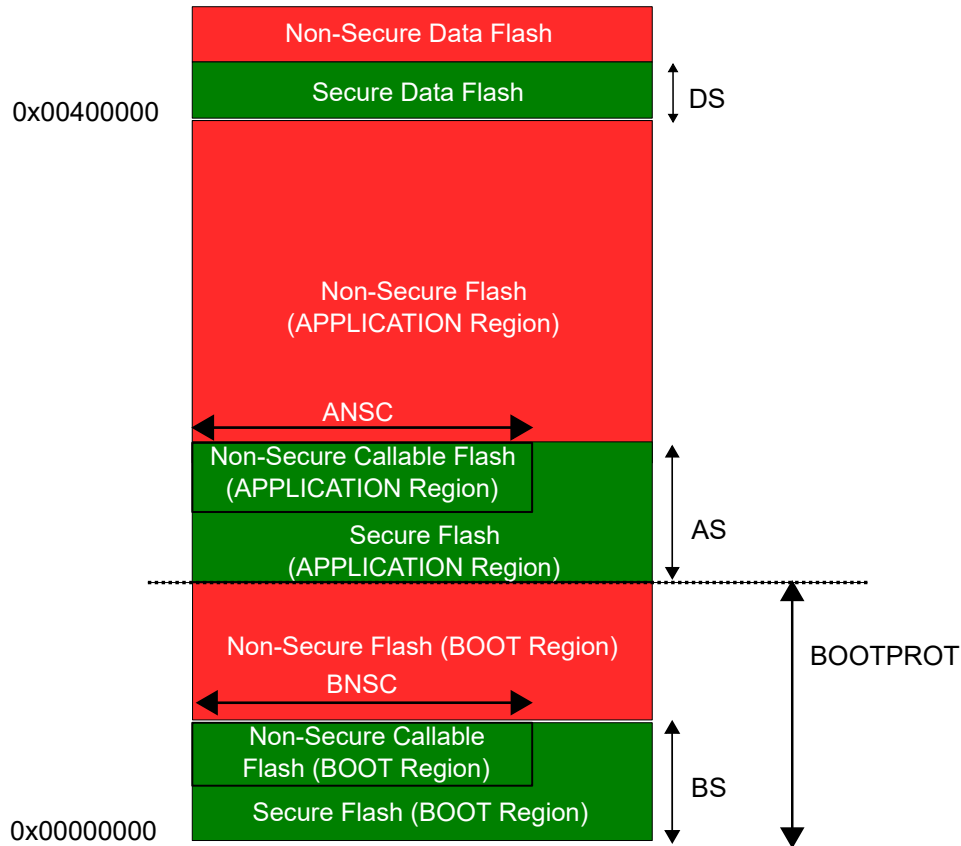 Non-Secure Data Flash
Secure Data Flash
DS
0x00400000
Non-Secure Flash
(APPLICATION Region)
ANSC
Non-Secure Callable Flash
(APPLICATION Region)
AS
Secure Flash
(APPLICATION Region)
Non-Secure Flash (BOOT Region)
BOOTPROT
BNSC
Non-Secure Callable
Flash (BOOT Region)
BS
Secure Flash (BOOT Region)
0x00000000